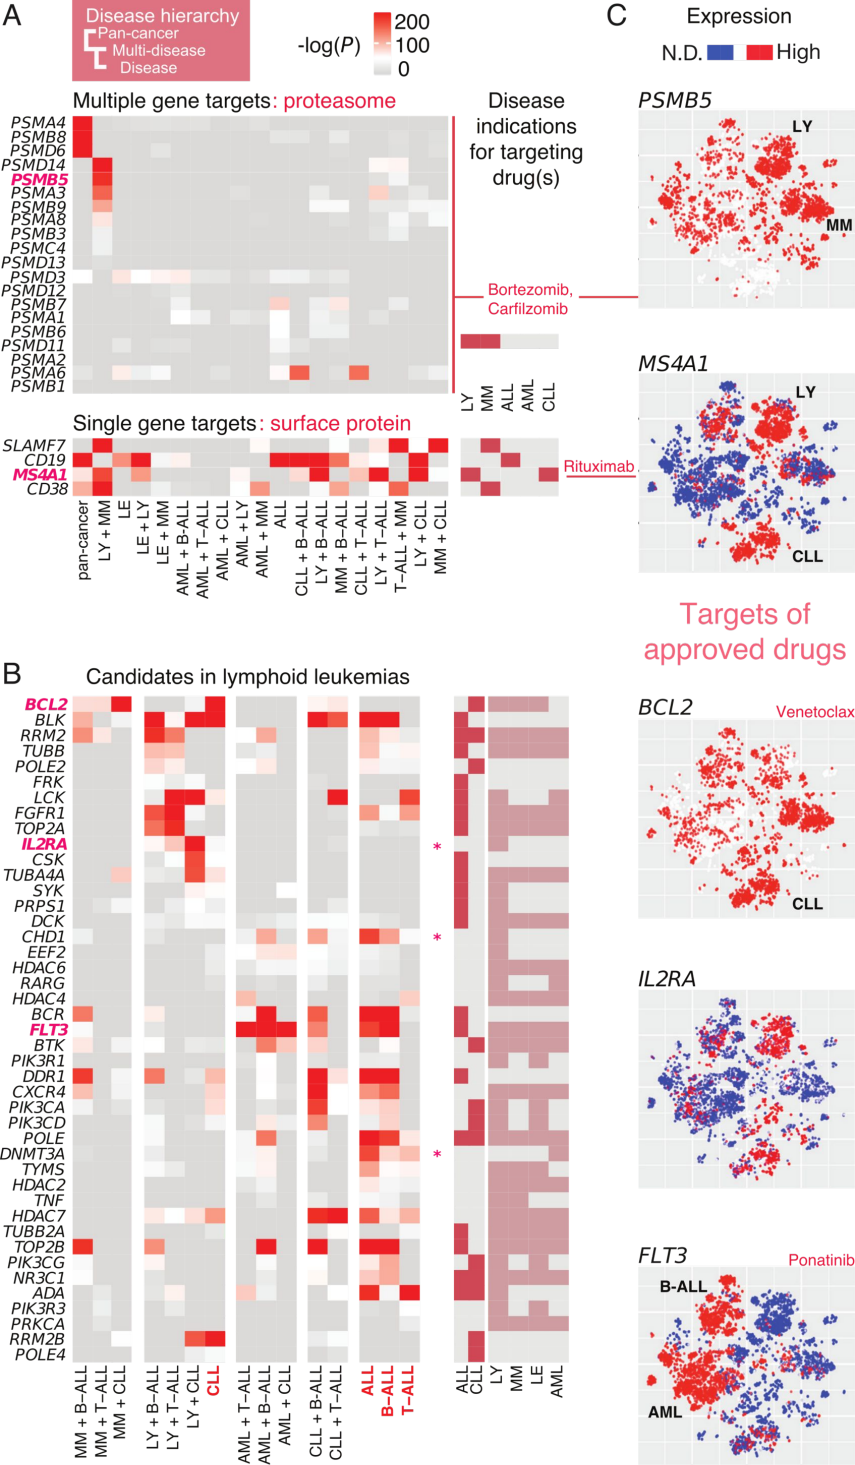 A
Disease hierarchy
Pan-cancer
Multi-disease
Disease
-log(P)
200
100
0
Multiple gene targets: proteasome
Disease
indications
for targeting
drug(s)
PSMA4
PSMB8
PSMD6
PSMD14
PSMB5
PSMA3
PSMB9
PSMA8
PSMB3
PSMC4
PSMD13
PSMD3
PSMD12
PSMB7
PSMA1
PSMB6
PSMD11
PSMA2
PSMA6
PSMB1
Bortezomib,
Carfilzomib
LY
MM
ALL
AML
CLL
Single gene targets: surface protein
SLAMF7
CD19
MS4A1
CD38
Rituximab
pan-cancer
LY + MM
LE
LE + LY
LE + MM
AML + B-ALL
AML + T-ALL
AML + CLL
AML + LY
AML + MM
ALL
CLL + B-ALL
LY + B-ALL
MM + B-ALL
CLL + T-ALL
LY + T-ALL
T-ALL + MM
LY + CLL
MM + CLL
B
Candidates in lymphoid leukemias
BCL2
BLK
RRM2
TUBB
POLE2
FRK
LCK
FGFR1
TOP2A
IL2RA
*
CSK
TUBA4A
SYK
PRPS1
DCK
CHD1
*
EEF2
HDAC6
RARG
HDAC4
BCR
FLT3
BTK
PIK3R1
DDR1
CXCR4
PIK3CA
PIK3CD
POLE
DNMT3A
*
TYMS
HDAC2
TNF
HDAC7
TUBB2A
TOP2B
PIK3CG
NR3C1
ADA
PIK3R3
PRKCA
RRM2B
POLE4
MM + B-ALL
MM + T-ALL
MM + CLL
LY + B-ALL
LY + T-ALL
LY + CLL
CLL
AML + T-ALL
AML + B-ALL
AML + CLL
CLL + B-ALL
CLL + T-ALL
ALL
B-ALL
T-ALL
ALL
CLL
LY
MM
LE
AML
C
Expression
N.D.
High
PSMB5
LY
MM
MS4A1
LY
CLL
Targets of
approved drugs
BCL2
Venetoclax
CLL
IL2RA
FLT3
Ponatinib
B-ALL
AML